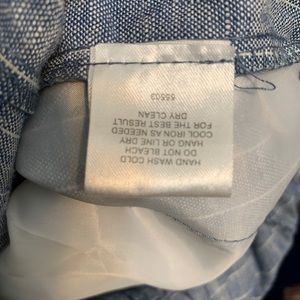 HAND WASH COLD
DO NOT BLEACH
HANG OR LINE DRY
COOL IRON AS NEEDED
FOR THE BEST RESULT
DRY CLEAN
55503